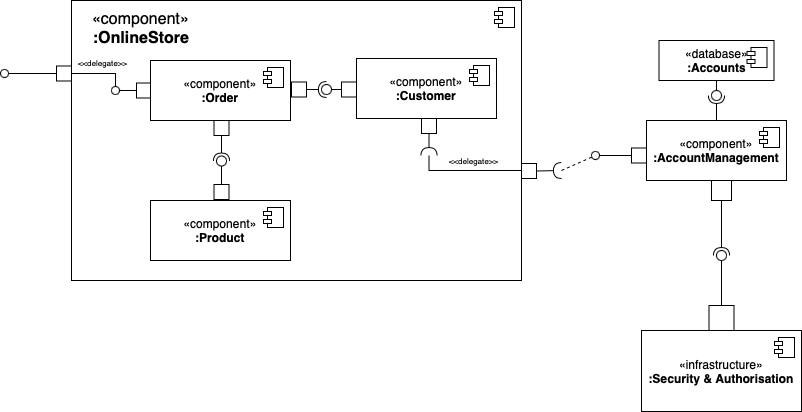 «component»
:OnlineStore
<<delegate>>
«component»
:Order
«component»
:Customer
«component»
:Product
<<delegate>>
«database»
:Accounts
«component»
:AccountManagement
«infrastructure»
:Security & Authorisation